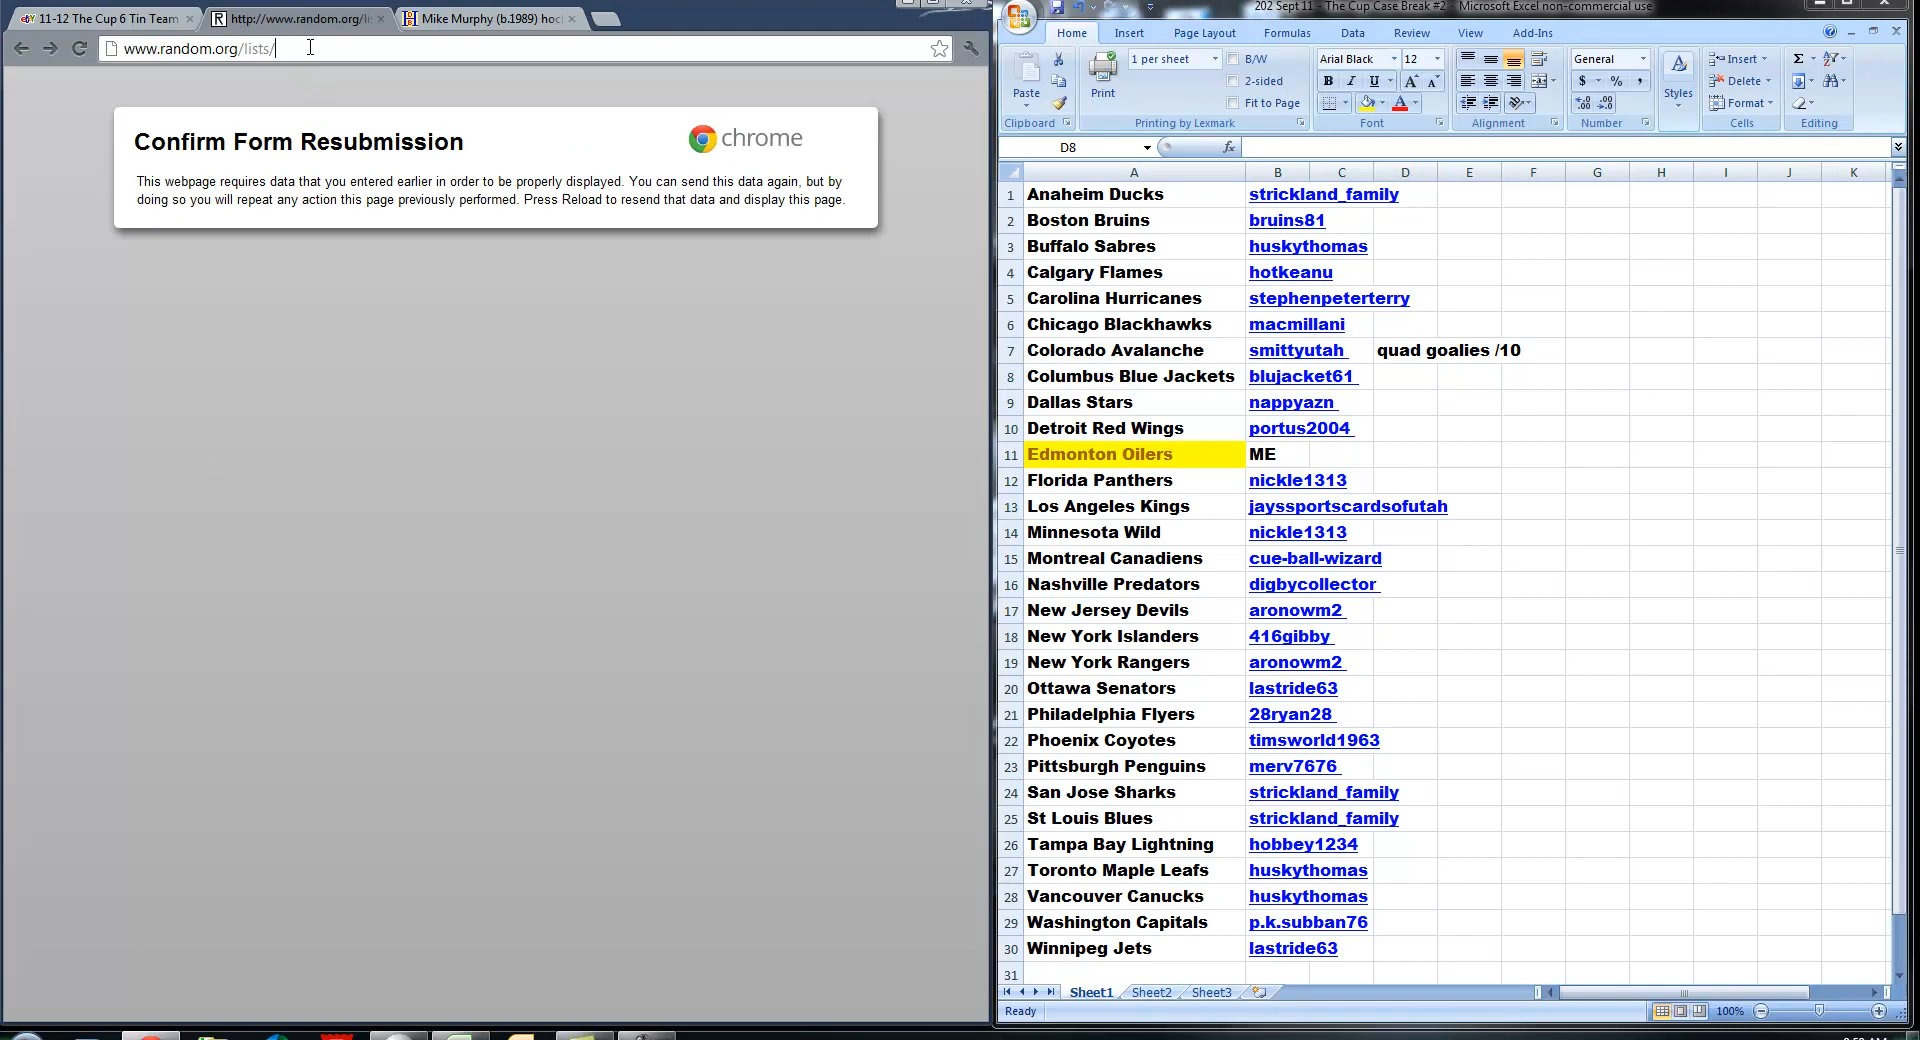 11-12 The Cup 6 Tin Team
http://www.random.org/lis
Mike Murphy (b.1989) hoc
www.random.org/lists/
Confirm Form Resubmission
chrome
This webpage requires data that you entered earlier in order to be properly displayed. You can send this data again, but by
doing so you will repeat any action this page previously performed. Press Reload to resend that data and display this page.
202 Sept 11 - The Cup Case Break #2 - Microsoft Excel non-commercial use
Home Insert Page Layout Formulas Data Review View Add-Ins
Paste
Clipboard
Print
1 per sheet
B/W
2-sided
Fit to Page
Printing by Lexmark
Arial Black 12
B I U A A
A
Font
Alignment
General
$ % ,
Number
Styles
Insert
Delete
Format
Cells
Σ
Editing
D8 fx
A B C D E F G H I J K
1 Anaheim Ducks strickland_family
2 Boston Bruins bruins81
3 Buffalo Sabres huskythomas
4 Calgary Flames hotkeanu
5 Carolina Hurricanes stephenpeterterry
6 Chicago Blackhawks macmillani
7 Colorado Avalanche smittyutah quad goalies /10
8 Columbus Blue Jackets blujacket61
9 Dallas Stars nappyazn
10 Detroit Red Wings portus2004
11 Edmonton Oilers ME
12 Florida Panthers nickle1313
13 Los Angeles Kings jayssportscardsofutah
14 Minnesota Wild nickle1313
15 Montreal Canadiens cue-ball-wizard
16 Nashville Predators digbycollector
17 New Jersey Devils aronowm2
18 New York Islanders 416gibby
19 New York Rangers aronowm2
20 Ottawa Senators lastride63
21 Philadelphia Flyers 28ryan28
22 Phoenix Coyotes timsworld1963
23 Pittsburgh Penguins merv7676
24 San Jose Sharks strickland_family
25 St Louis Blues strickland_family
26 Tampa Bay Lightning hobbey1234
27 Toronto Maple Leafs huskythomas
28 Vancouver Canucks huskythomas
29 Washington Capitals p.k.subban76
30 Winnipeg Jets lastride63
31
Sheet1 Sheet2 Sheet3
Ready
100%